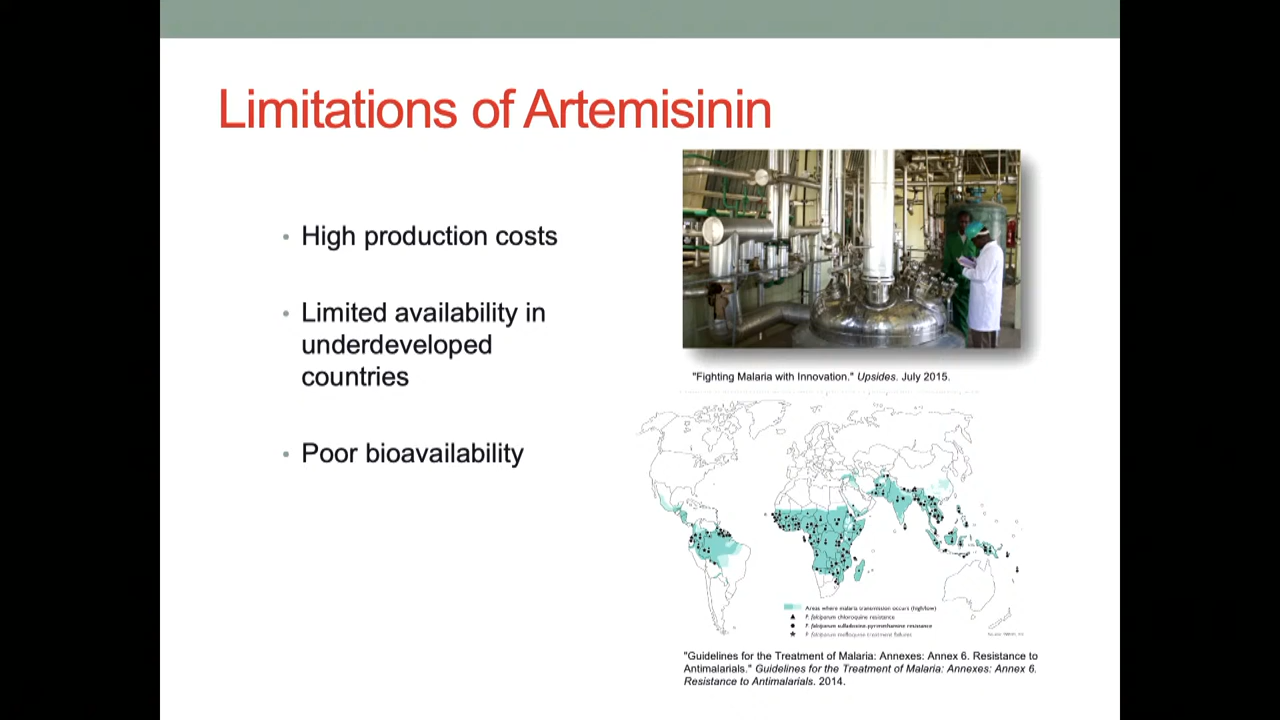 Limitations of Artemisinin
• High production costs
• Limited availability in
underdeveloped
countries
• Poor bioavailability
"Fighting Malaria with Innovation." Upsides. July 2015.
Areas where malaria transmission occurs (high/low)
P. falciparum chloroquine resistance
P. falciparum sulfadoxine-pyrimethamine resistance
P. falciparum mefloquine treatment failures
"Guidelines for the Treatment of Malaria: Annexes: Annex 6. Resistance to
Antimalarials." Guidelines for the Treatment of Malaria: Annexes: Annex 6.
Resistance to Antimalarials. 2014.